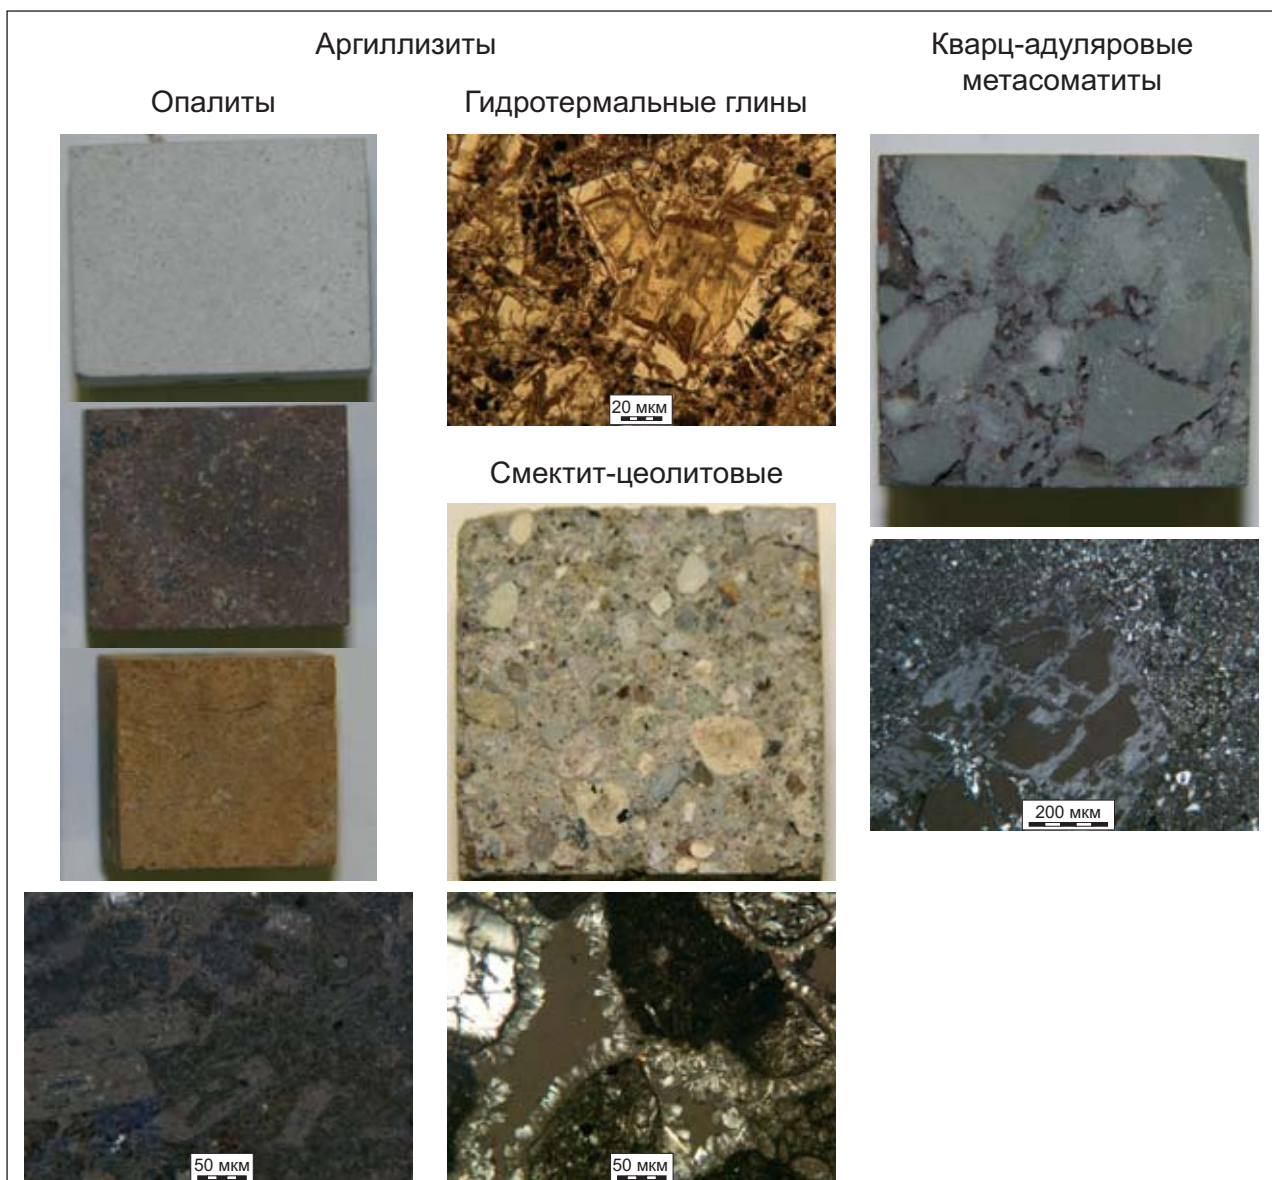 Аргиллизиты
Кварц-адуляровые
метасоматиты
Опалиты
Гидротермальные глины
20 мкм
Смектит-цеолитовые
200 мкм
50 мкм
50 мкм